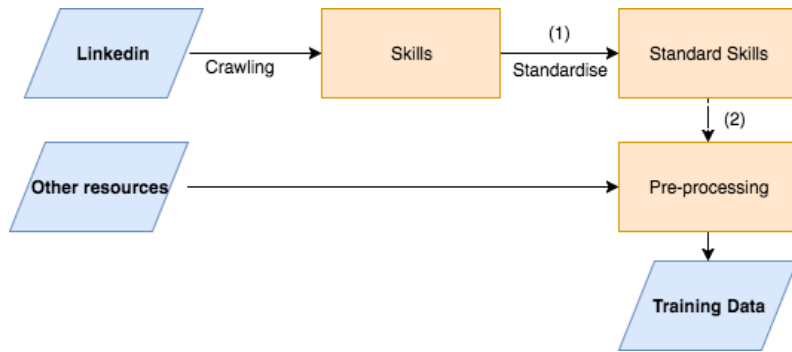 Linkedin
Crawling
Skills
(1)
Standardise
Standard Skills
(2)
Other resources
Pre-processing
Training Data